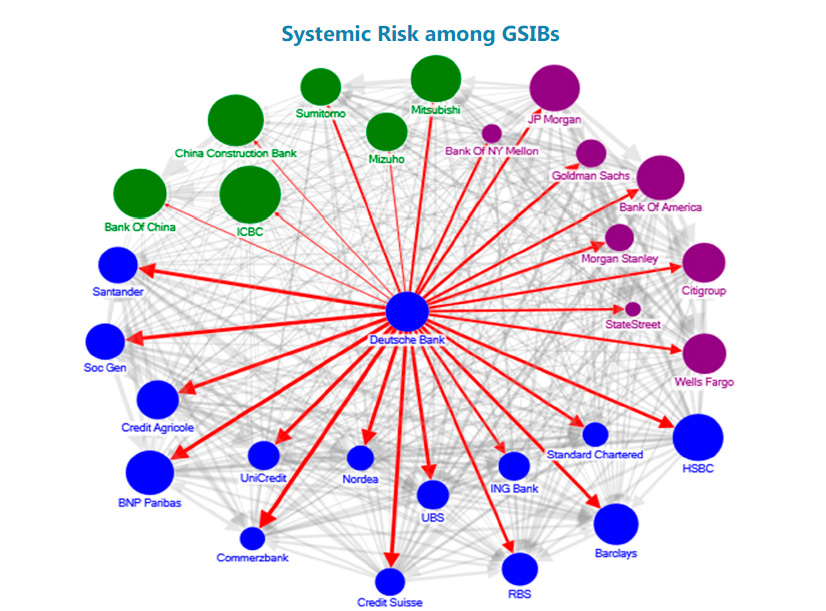 Systemic Risk among GSIBs
Sumitomo
Mitsubishi
JP Morgan
China Construction Bank
Mizuho
Bank Of NY Mellon
Goldman Sachs
Bank Of China
ICBC
Bank Of America
Morgan Stanley
Santander
Citigroup
StateStreet
Deutsche Bank
Soc Gen
Wells Fargo
Credit Agricole
Standard Chartered
HSBC
UniCredit
Nordea
ING Bank
BNP Paribas
UBS
Commerzbank
Barclays
Credit Suisse
RBS